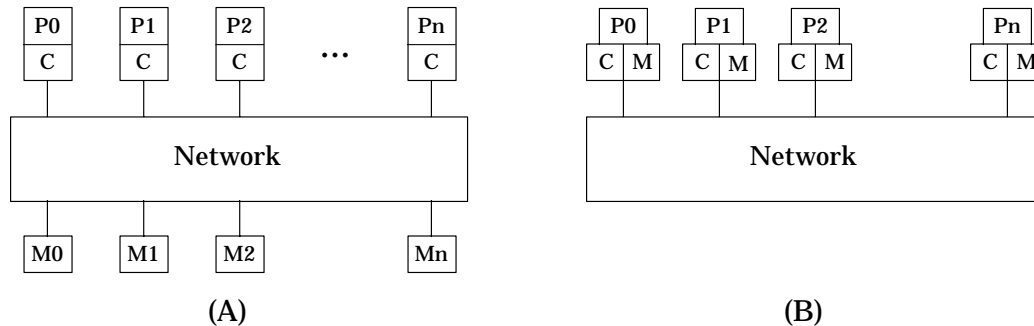 P0 P1 P2 Pn
C C C ... C
Network
M0 M1 M2 Mn
(A)
P0 P1 P2 Pn
C M C M C M C M
Network
(B)